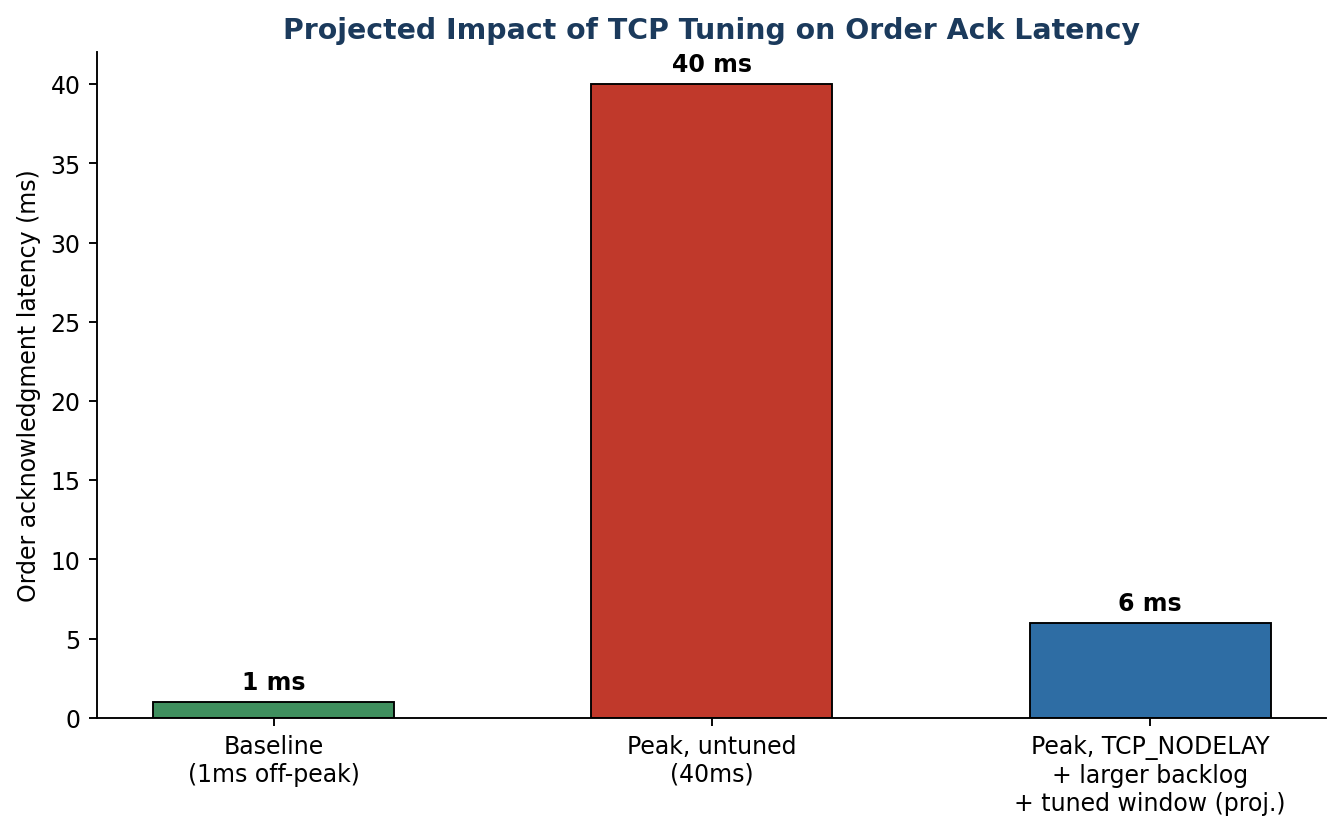 Projected Impact of TCP Tuning on Order Ack Latency
Order acknowledgment latency (ms)
40
35
30
25
20
15
10
5
0
1 ms
40 ms
6 ms
Baseline
(1ms off-peak)
Peak, untuned
(40ms)
Peak, TCP_NODELAY
+ larger backlog
+ tuned window (proj.)